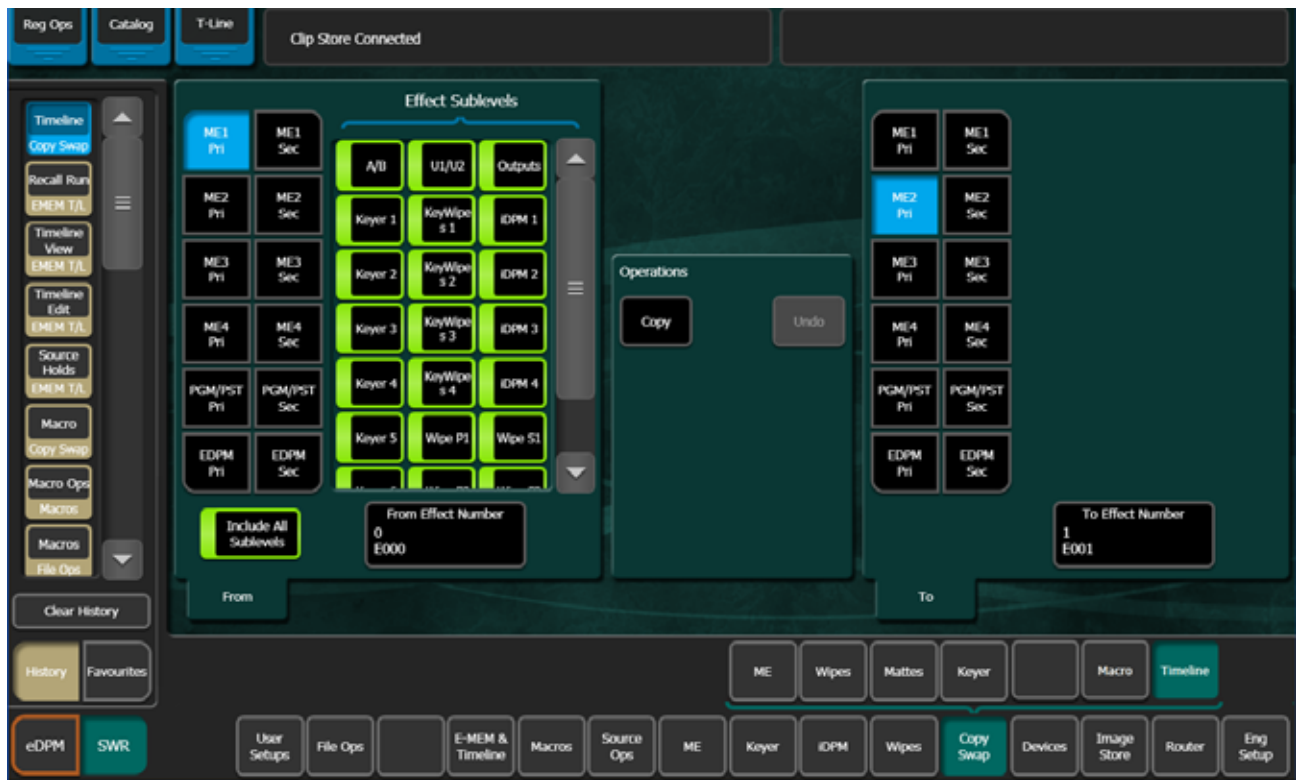 Reg Ops
Catalog
T-Line
Clip Store Connected
Timeline
Copy Swap
Recall Run
EMEM T/L
Timeline
View
EMEM T/L
Timeline
Edit
EMEM T/L
Source
Holds
EMEM T/L
Macro
Copy Swap
Macro Ops
Macros
Macros
File Ops
Clear History
History
Favourites
eDPM
SWR
ME1
Pri
ME1
Sec
ME2
Pri
ME2
Sec
ME3
Pri
ME3
Sec
ME4
Pri
ME4
Sec
PGM/PST
Pri
PGM/PST
Sec
EDPM
Pri
EDPM
Sec
Effect Sublevels
A/B
U1/U2
Outputs
Keyer 1
KeyWipe
s 1
iDPM 1
Keyer 2
KeyWipe
s 2
iDPM 2
Keyer 3
KeyWipe
s 3
iDPM 3
Keyer 4
KeyWipe
s 4
iDPM 4
Keyer 5
Wipe P1
Wipe S1
Include All
Sublevels
From Effect Number
0
E000
From
Operations
Copy
Undo
ME1
Pri
ME1
Sec
ME2
Pri
ME2
Sec
ME3
Pri
ME3
Sec
ME4
Pri
ME4
Sec
PGM/PST
Pri
PGM/PST
Sec
EDPM
Pri
EDPM
Sec
To Effect Number
1
E001
To
ME
Wipes
Mattes
Keyer
Macro
Timeline
User
Setups
File Ops
E-MEM &
Timeline
Macros
Source
Ops
ME
Keyer
iDPM
Wipes
Copy
Swap
Devices
Image
Store
Router
Eng
Setup